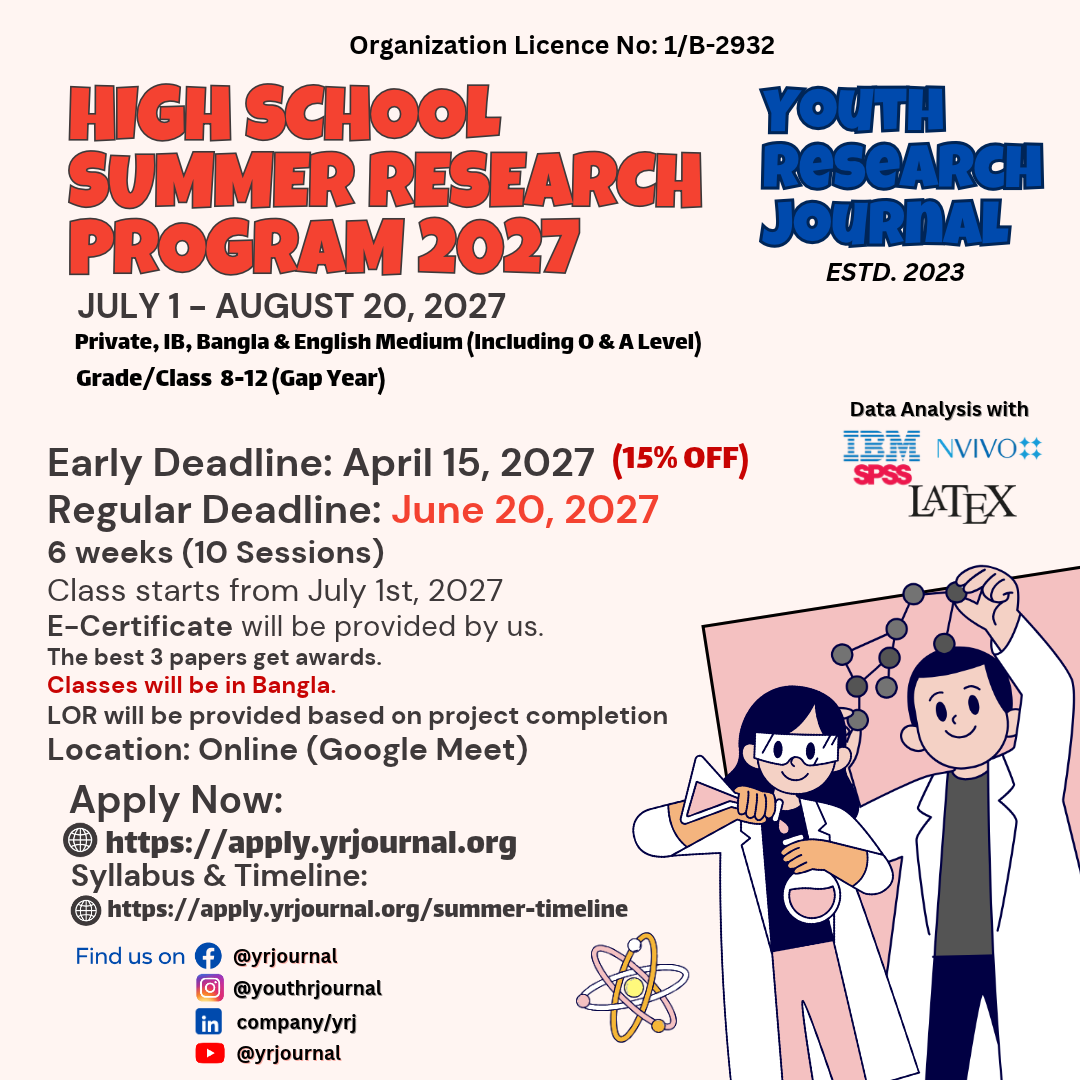 Organization Licence No: 1/B-2932
HIGH SCHOOL
SUMMER RESEARCH
PROGRAM 2027
YOUTH
RESEARCH
JOURNAL
ESTD. 2023
JULY 1 – AUGUST 20, 2027
Private, IB, Bangla & English Medium (Including O & A Level)
Grade/Class 8-12 (Gap Year)
Data Analysis with
IBM
SPSS
NVIVO
LATEX
Early Deadline: April 15, 2027 (15% OFF)
Regular Deadline: June 20, 2027
6 weeks (10 Sessions)
Class starts from July 1st, 2027
E-Certificate will be provided by us.
The best 3 papers get awards.
Classes will be in Bangla.
LOR will be provided based on project completion
Location: Online (Google Meet)
Apply Now:
https://apply.yrjournal.org
Syllabus & Timeline:
https://apply.yrjournal.org/summer-timeline
Find us on @yrjournal
@youthrjournal
company/yrj
@yrjournal